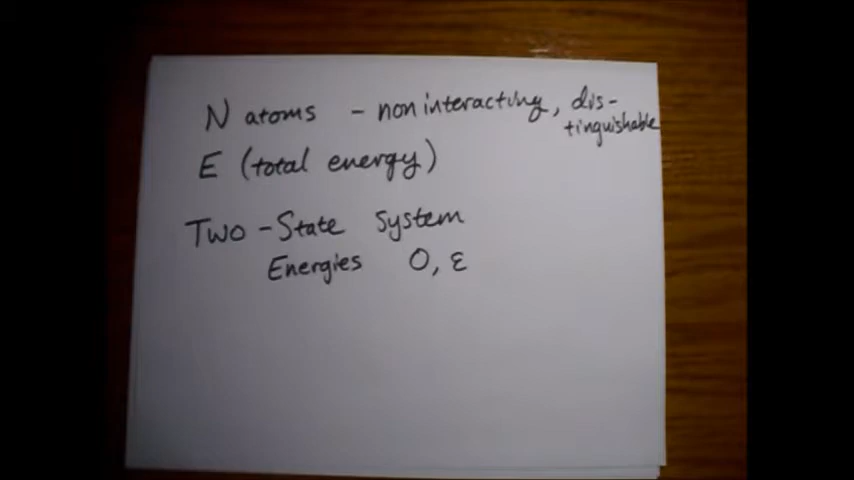 N atoms - noninteracting, dis-
tinguishable
E (total energy)
Two-State System
Energies 0, ε